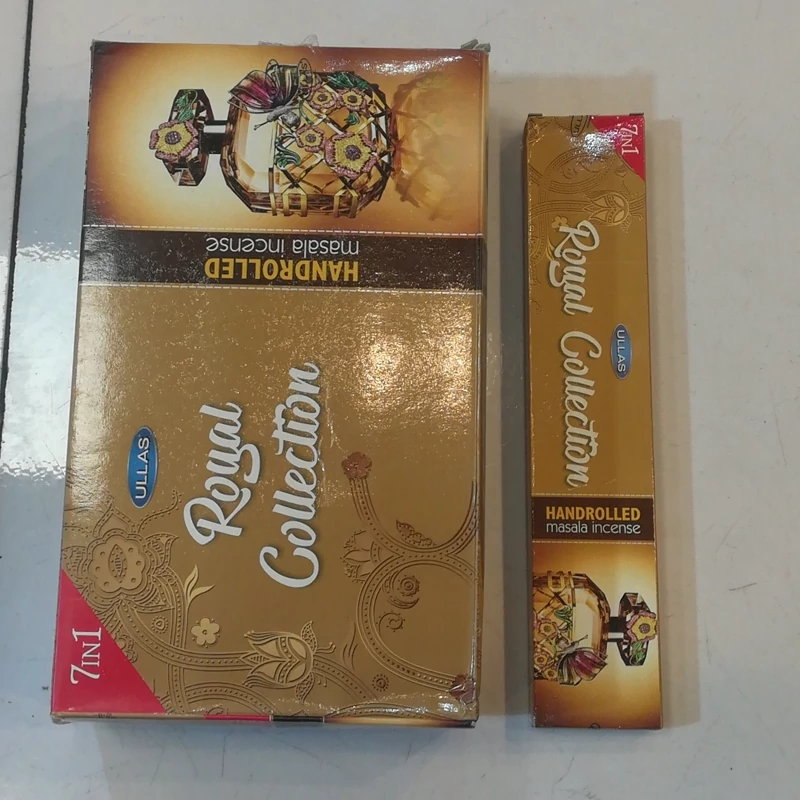 HANDROLLED
masala incense
ULLAS
Royal
Collection
7IN1
7IN1
Royal Collection
ULLAS
HANDROLLED
masala incense